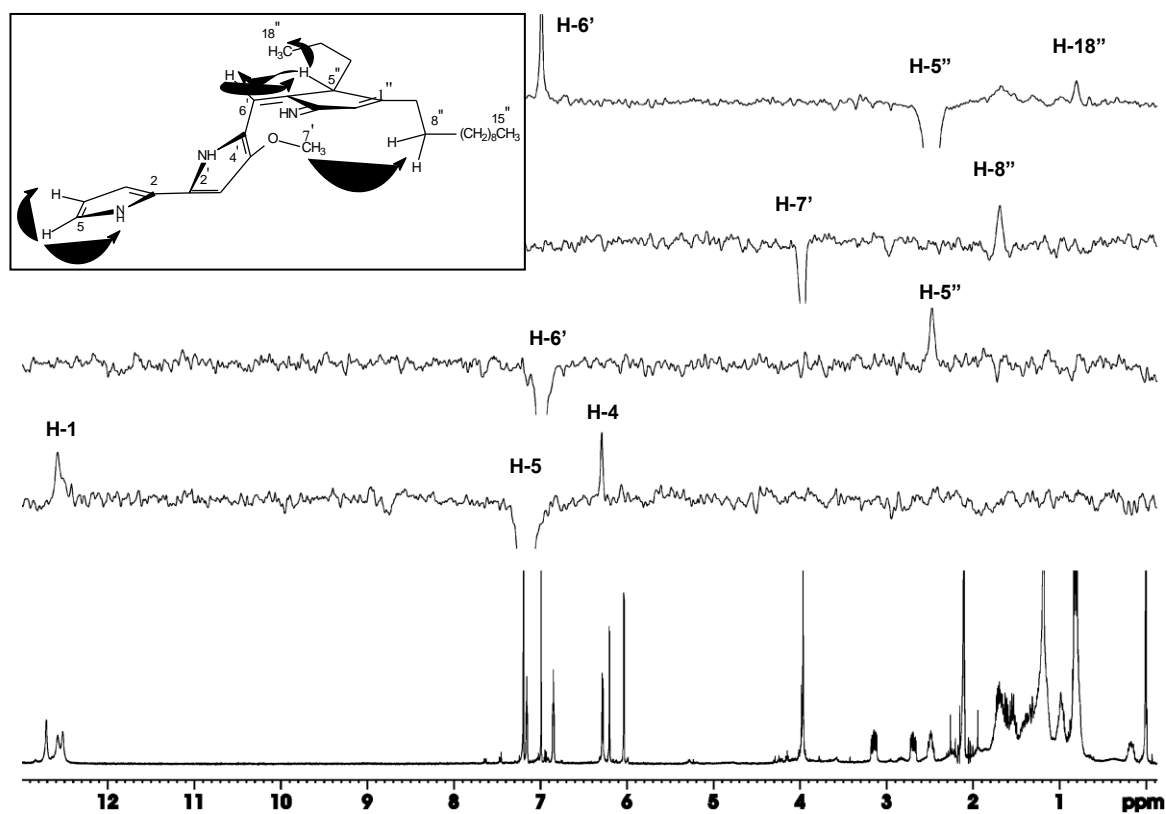 H-6’
H-18”
H-5”
18"
H3C
H
H
5"
1"
6'
HN
8"
15"
7'
(CH2)8CH3
O
CH3
H
H
NH
4'
2
2'
H
N
H
5
H
H-8”
H-7’
H-5”
H-6’
H-1
H-4
H-5
12 11 10 9 8 7 6 5 4 3 2 1 ppm